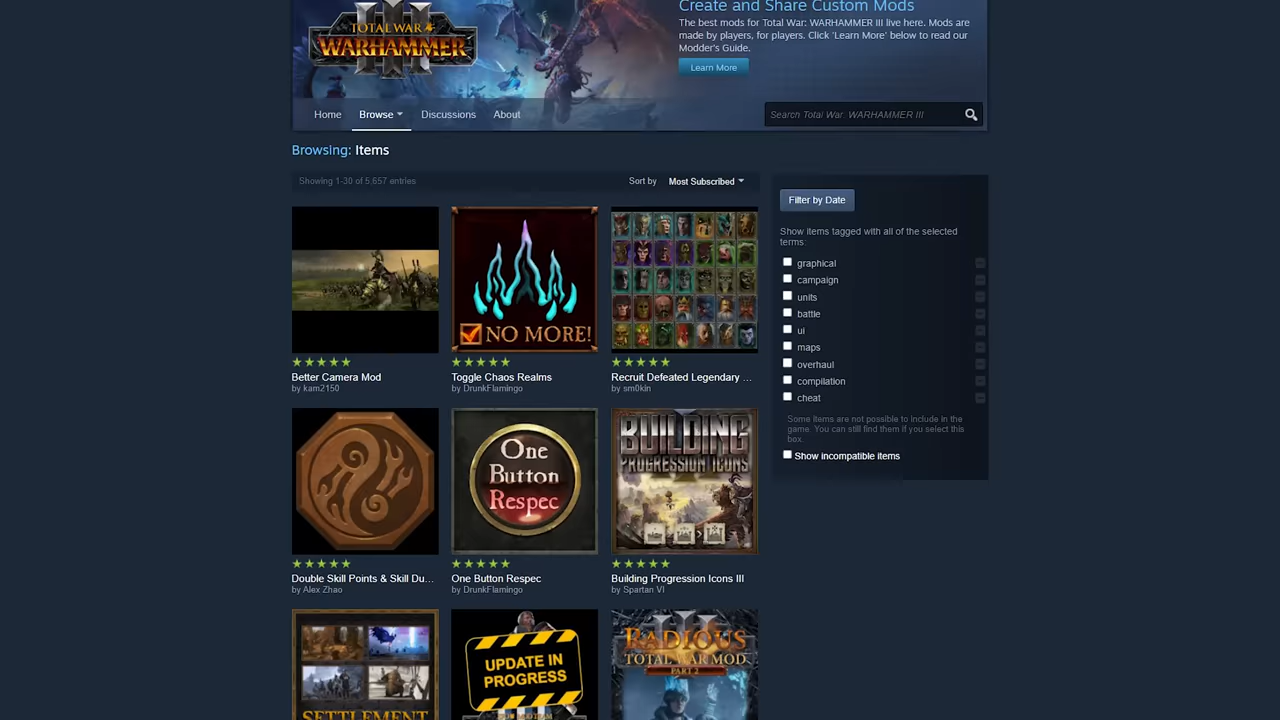 Create and Share Custom Mods
TOTAL WAR
WARHAMMER
III
The best mods for Total War: WARHAMMER III live here. Mods are
made by players, for players. Click 'Learn More' below to read our
Modder's Guide.
Learn More
Home
Browse
Discussions
About
Search Total War: WARHAMMER III
Browsing: Items
Showing 1-30 of 5,657 entries
Sort by
Most Subscribed
Filter by Date
Show items tagged with all of the selected
terms:
graphical
campaign
units
battle
ui
maps
overhaul
compilation
cheat
Some items are not possible to include in the
game. You can still find them if you select this
box.
Show incompatible items
NO MORE!
Better Camera Mod
by kam2150
Toggle Chaos Realms
by DrunkFlamingo
Recruit Defeated Legendary ...
by sm0kin
One
Button
Respec
BUILDING
PROGRESSION ICONS
Double Skill Points & Skill Du...
by Alex Zhao
One Button Respec
by DrunkFlamingo
Building Progression Icons III
by Spartan VI
SETTLEMENT
UPDATE IN
PROGRESS
RADIOUS
TOTAL WAR MOD
PART 2